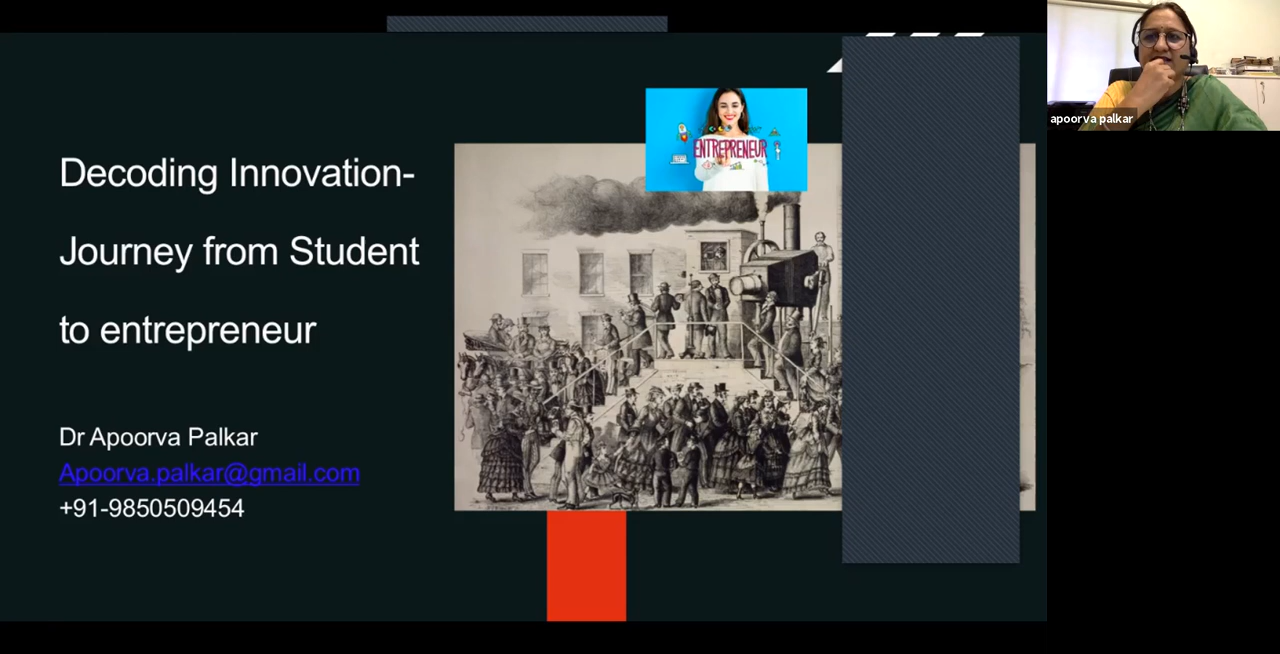 Decoding Innovation-
Journey from Student
to entrepreneur
Dr Apoorva Palkar
Apoorva.palkar@gmail.com
+91-9850509454
ENTREPRENEUR
apoorva palkar